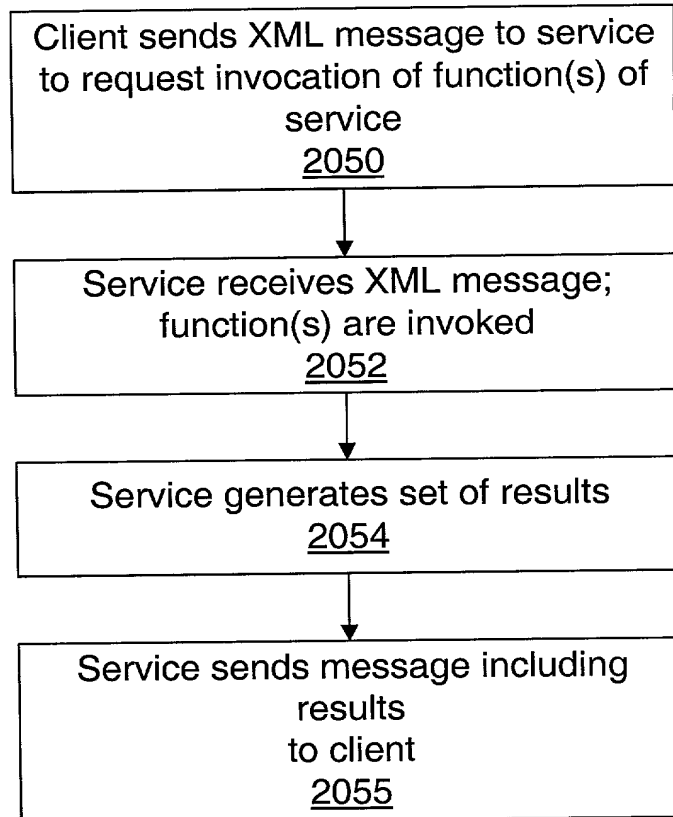 Client sends XML message to service
to request invocation of function(s) of
service
2050
Service receives XML message;
function(s) are invoked
2052
Service generates set of results
2054
Service sends message including
results
to client
2055